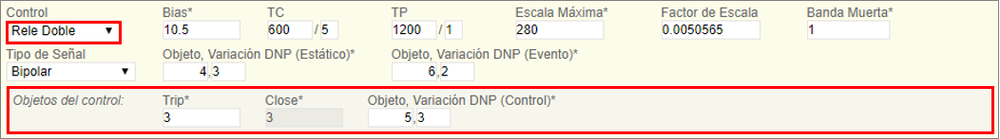 Control Bias* TC TP Escala Máxima* Factor de Escala Banda Muerta*
Rele Doble 10.5 600 / 5 1200 / 1 280 0.0050565 1
Tipo de Señal Objeto, Variación DNP (Estático)* Objeto, Variación DNP (Evento)*
Bipolar 4,3 6,2
Objetos del control: Trip* Close* Objeto, Variación DNP (Control)*
3 3 5,3